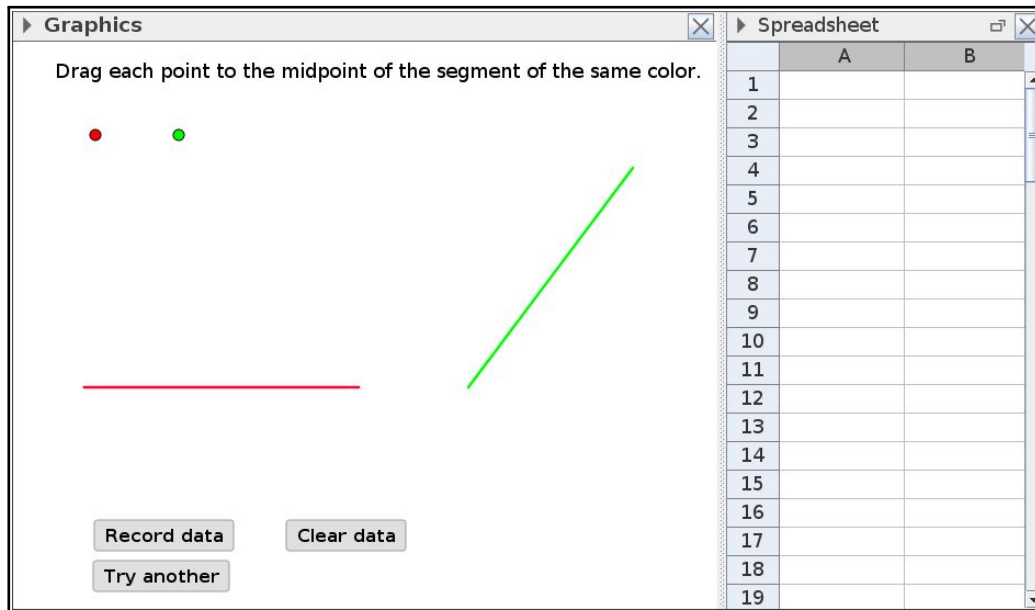 Graphics
Drag each point to the midpoint of the segment of the same color.
Record data
Clear data
Try another
Spreadsheet
A B
1
2
3
4
5
6
7
8
9
10
11
12
13
14
15
16
17
18
19